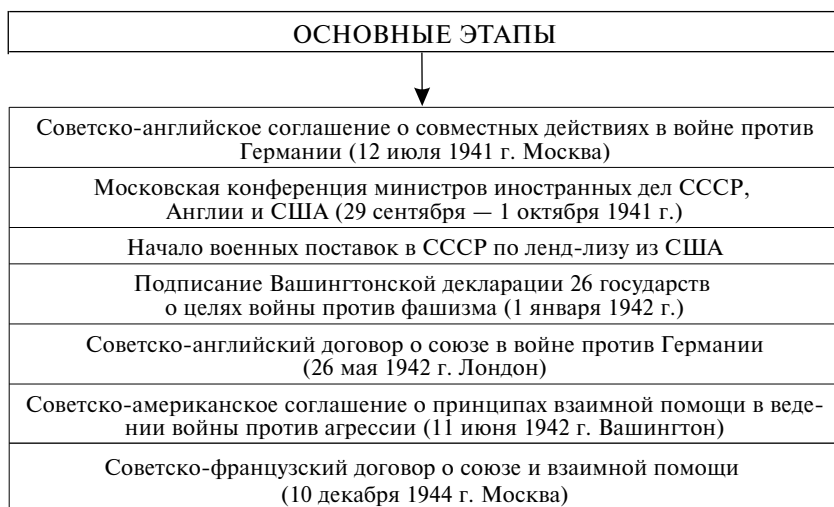 ОСНОВНЫЕ ЭТАПЫ
Советско-английское соглашение о совместных действиях в войне против
Германии (12 июля 1941 г. Москва)
Московская конференция министров иностранных дел СССР,
Англии и США (29 сентября — 1 октября 1941 г.)
Начало военных поставок в СССР по ленд-лизу из США
Подписание Вашингтонской декларации 26 государств
о целях войны против фашизма (1 января 1942 г.)
Советско-английский договор о союзе в войне против Германии
(26 мая 1942 г. Лондон)
Советско-американское соглашение о принципах взаимной помощи в веде-
нии войны против агрессии (11 июня 1942 г. Вашингтон)
Советско-французский договор о союзе и взаимной помощи
(10 декабря 1944 г. Москва)